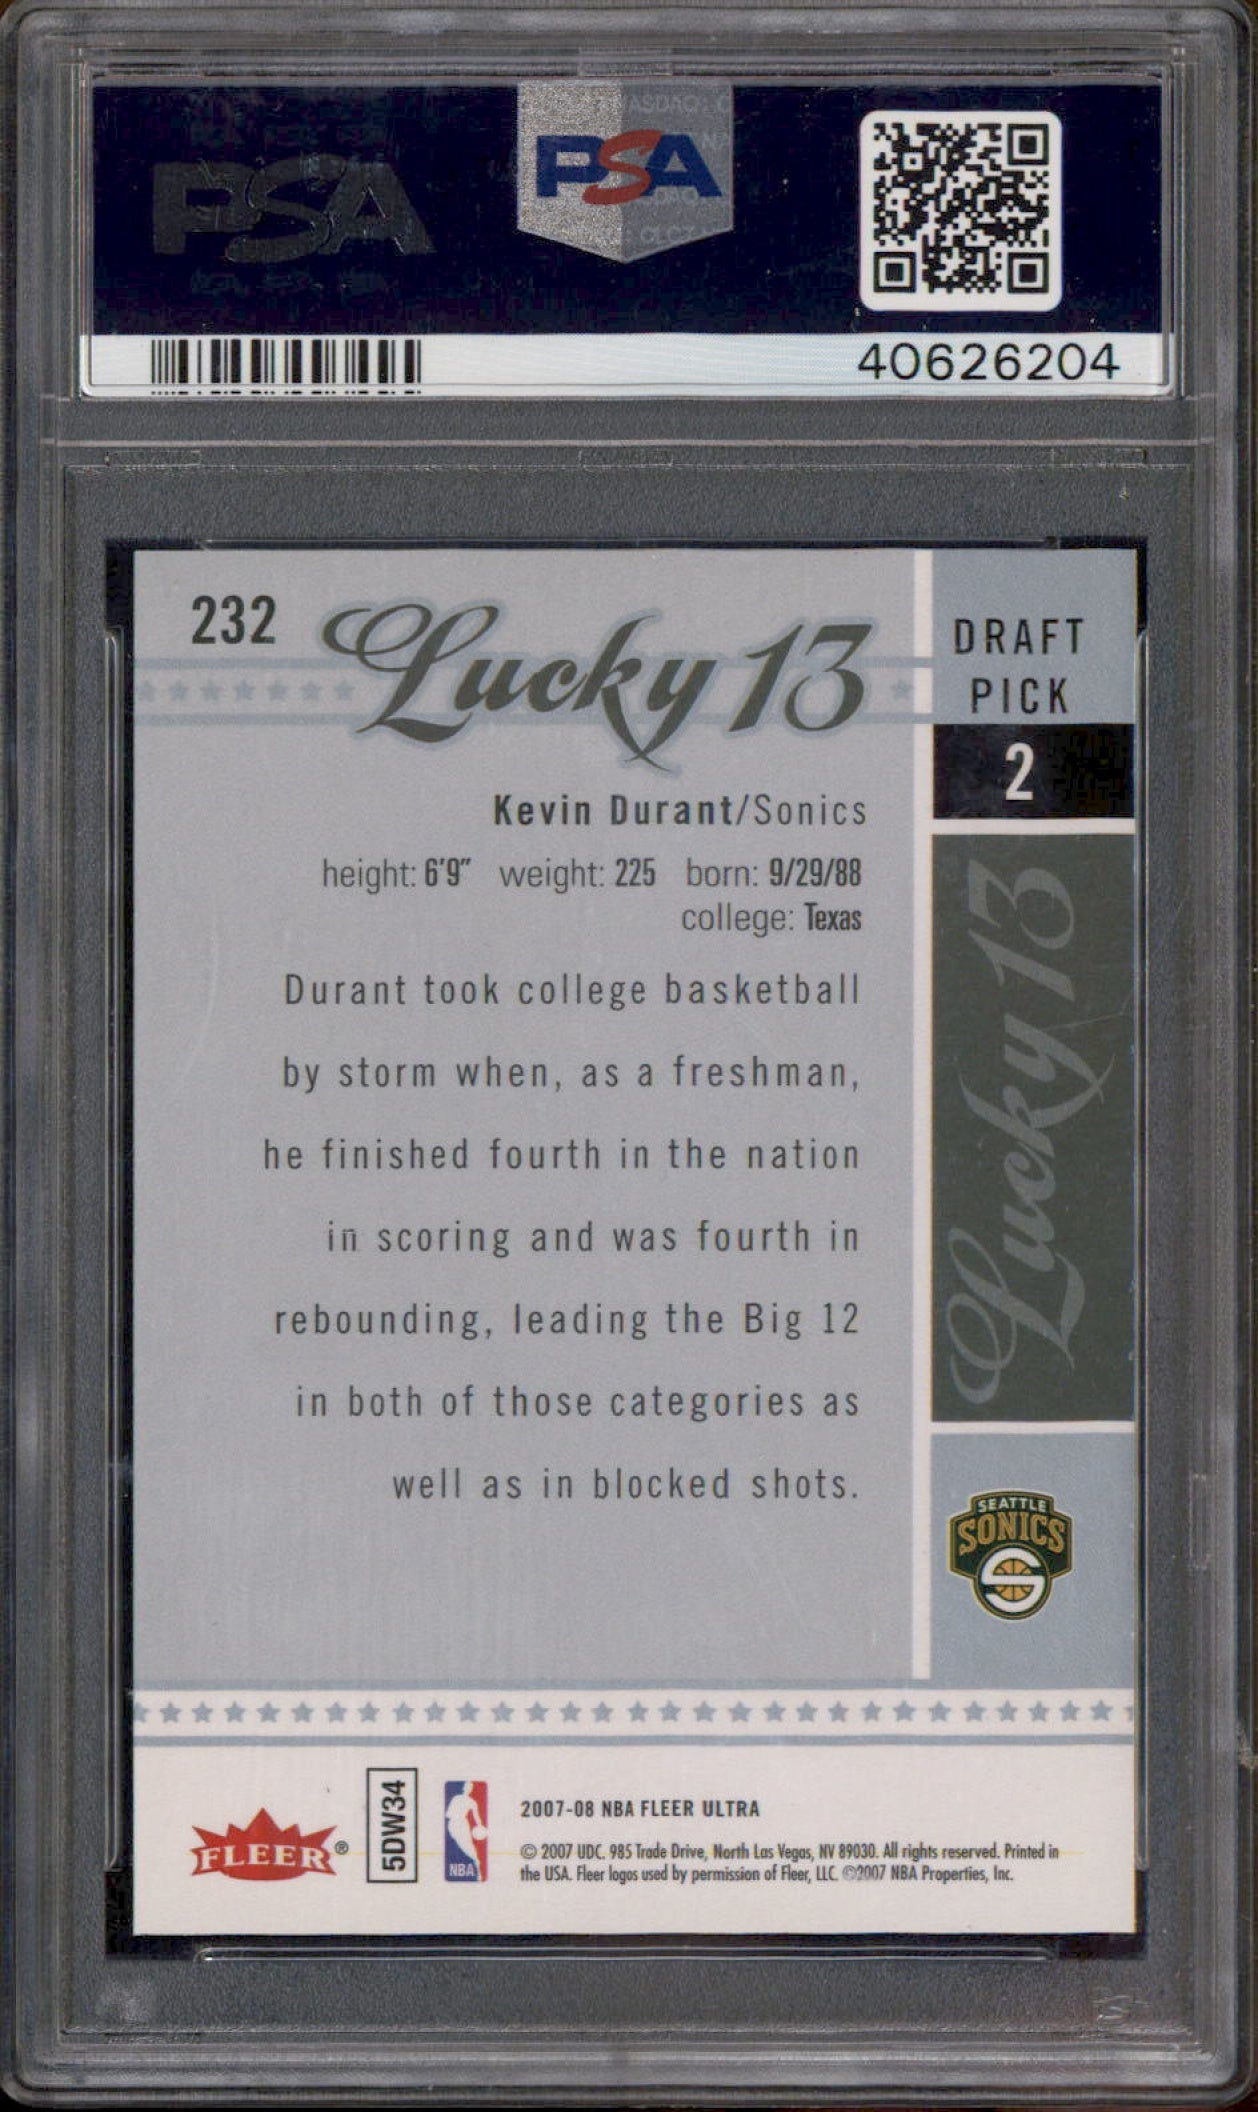 PSA
PSA
40626204
232
Lucky 13
DRAFT
PICK
2
Kevin Durant/Sonics
height: 6'9" weight: 225 born: 9/29/88
college: Texas
Durant took college basketball
by storm when, as a freshman,
he finished fourth in the nation
in scoring and was fourth in
rebounding, leading the Big 12
in both of those categories as
well as in blocked shots.
Lucky 13
SEATTLE
SONICS
FLEER®
5DW34
NBA
2007-08 NBA FLEER ULTRA
© 2007 UDC. 985 Trade Drive, North Las Vegas, NV 89030. All rights reserved. Printed in
the USA. Fleer logos used by permission of Fleer, LLC. ©2007 NBA Properties, Inc.